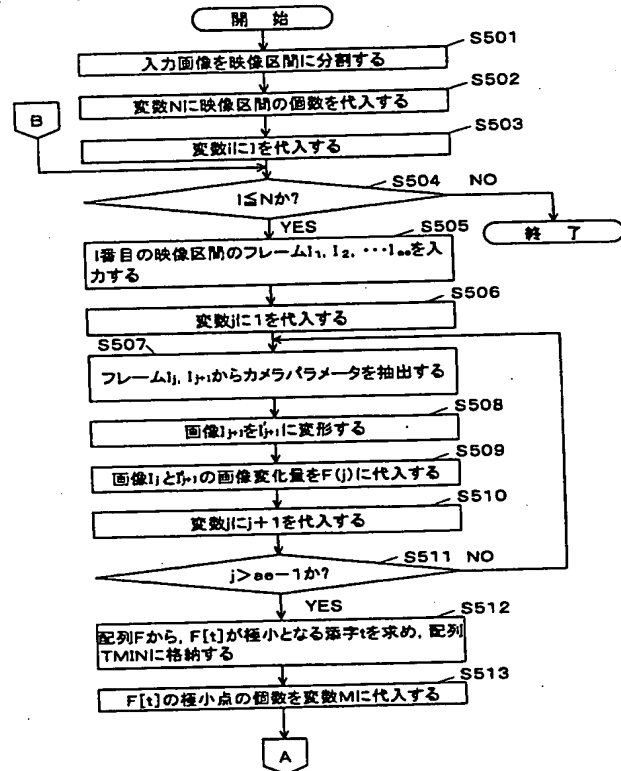 開 始
S501
入力画像を映像区間に分割する
S502
変数Nに映像区間の個数を代入する
B
S503
変数iに1を代入する
S504
NO
I≦Nか?
YES
S505
終 了
I番目の映像区間のフレームI₁, I₂, ・・・I∞を入
力する
S506
変数jに1を代入する
S507
フレームIj, Ij+1からカメラパラメータを抽出する
S508
画像Ij+1をI'j+1に変形する
S509
画像IjとI'j+1の画像変化量をF(j)に代入する
S510
変数jにj+1を代入する
S511
NO
j>ee-1か?
YES
S512
配列Fから, F[t]が極小となる添字tを求め, 配列
TMINに格納する
S513
F[t]の極小点の個数を変数Mに代入する
A